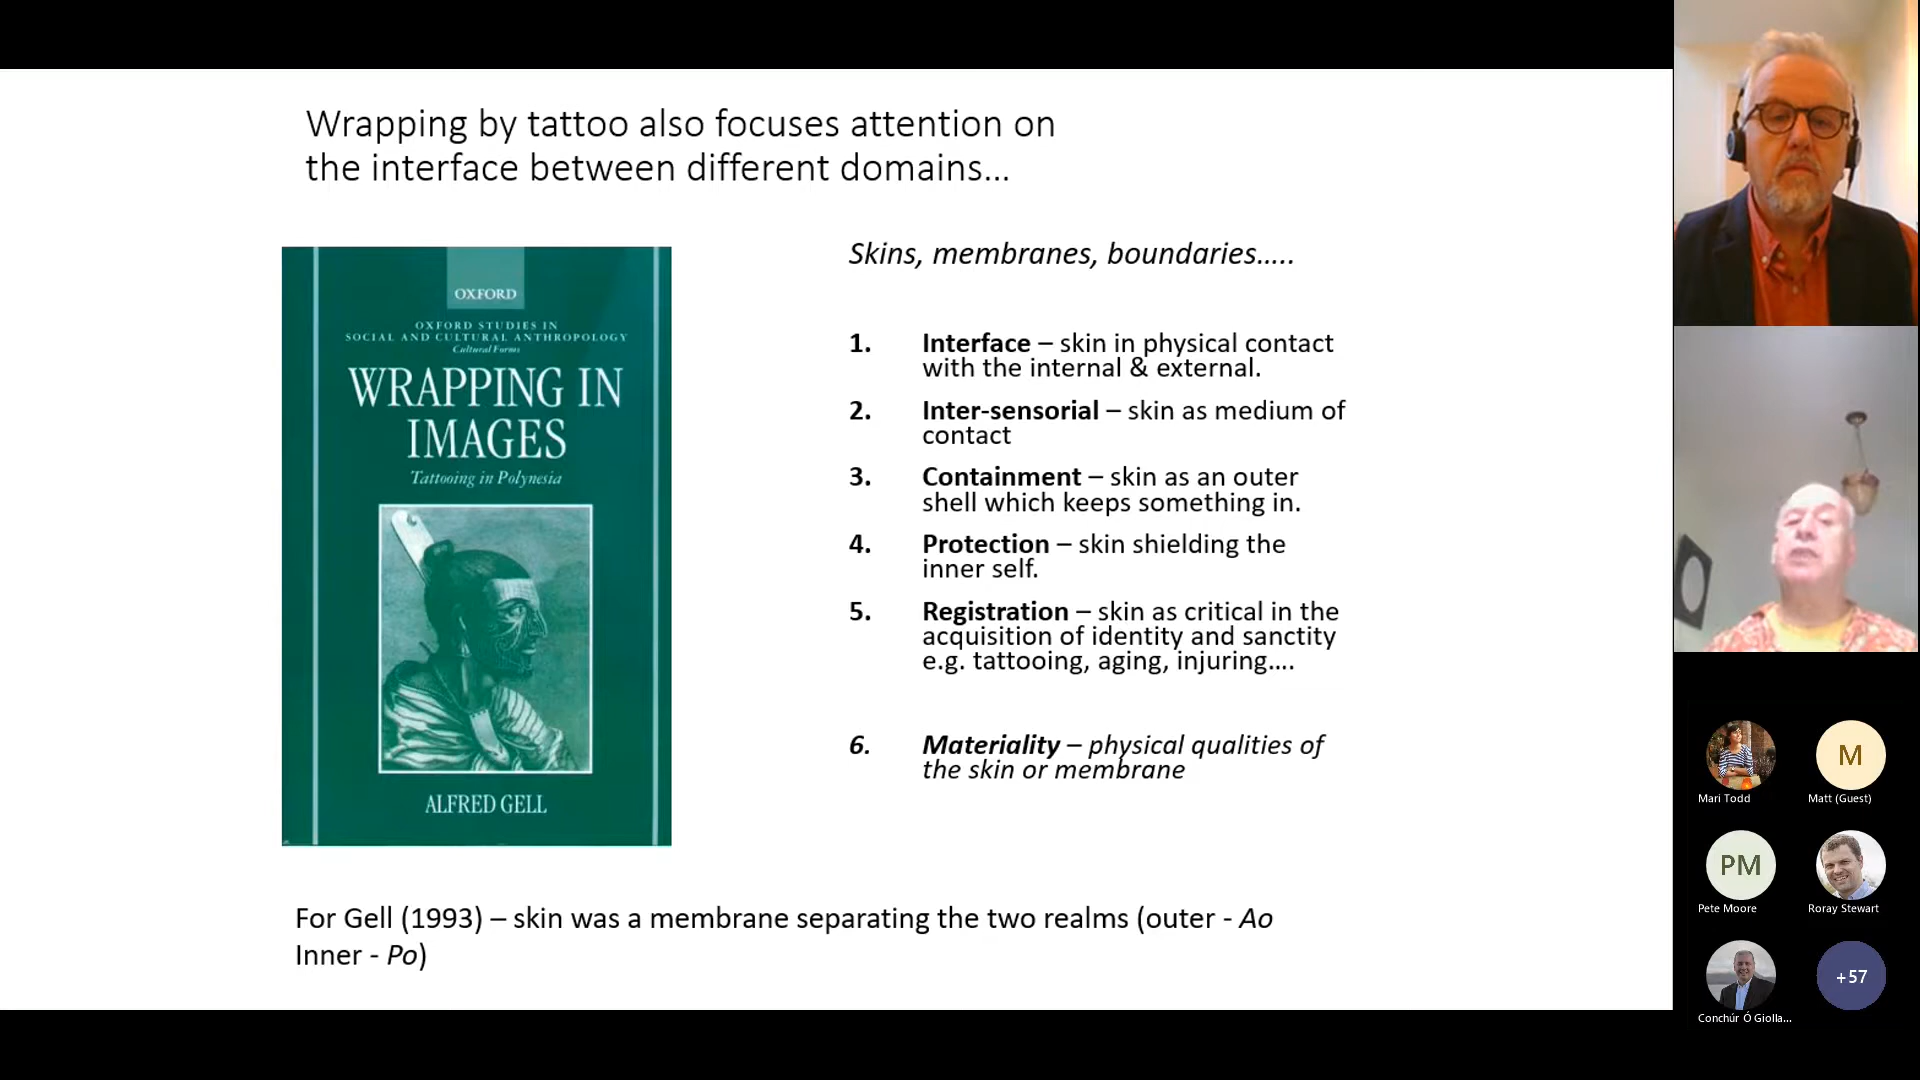 Wrapping by tattoo also focuses attention on
the interface between different domains...
OXFORD
OXFORD STUDIES IN
SOCIAL AND CULTURAL ANTHROPOLOGY
Cultural Forms
WRAPPING IN
IMAGES
Tattooing in Polynesia
ALFRED GELL
Skins, membranes, boundaries.....
1. Interface – skin in physical contact
with the internal & external.
2. Inter-sensorial – skin as medium of
contact
3. Containment – skin as an outer
shell which keeps something in.
4. Protection – skin shielding the
inner self.
5. Registration – skin as critical in the
acquisition of identity and sanctity
e.g. tattooing, aging, injuring....
6. Materiality – physical qualities of
the skin or membrane
For Gell (1993) – skin was a membrane separating the two realms (outer - Ao
Inner - Po)
Mari Todd
M
Matt (Guest)
PM
Pete Moore
Roray Stewart
Conchúr Ó Giolla...
+57